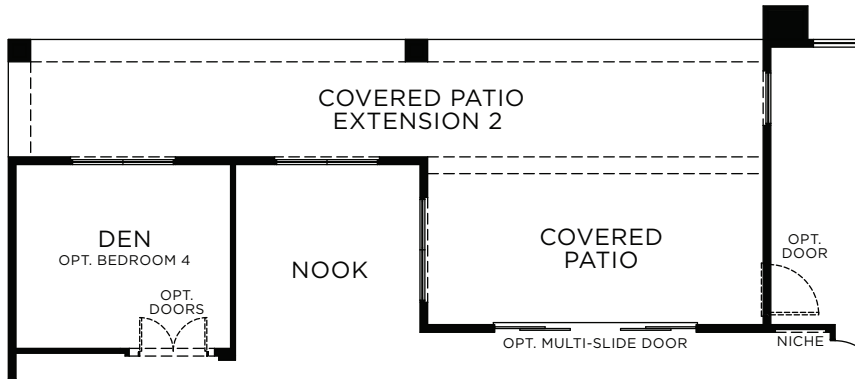 COVERED PATIO
EXTENSION 2
DEN
OPT. BEDROOM 4
OPT.
DOORS
NOOK
COVERED
PATIO
OPT.
DOOR
OPT. MULTI-SLIDE DOOR
NICHE